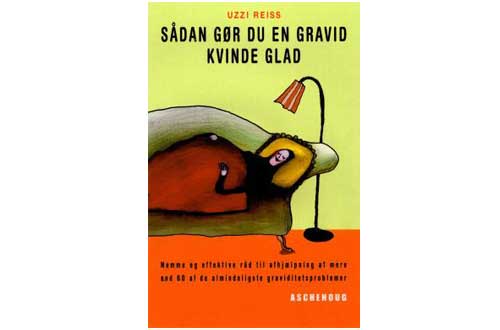 UZZI REISS
SÅDAN GØR DU EN GRAVID
KVINDE GLAD
Nemme og effektive råd til afhjælpning af mere
end 60 af de almindeligste graviditetsproblemer
ASCHEHOUG